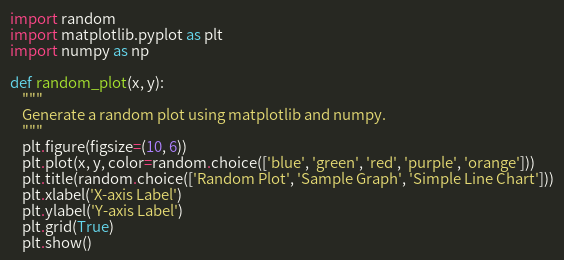 import random
import matplotlib.pyplot as plt
import numpy as np

def random_plot(x, y):
    """
    Generate a random plot using matplotlib and numpy.
    """
    plt.figure(figsize=(10, 6))
    plt.plot(x, y, color=random.choice(['blue', 'green', 'red', 'purple', 'orange']))
    plt.title(random.choice(['Random Plot', 'Sample Graph', 'Simple Line Chart']))
    plt.xlabel('X-axis Label')
    plt.ylabel('Y-axis Label')
    plt.grid(True)
    plt.show()